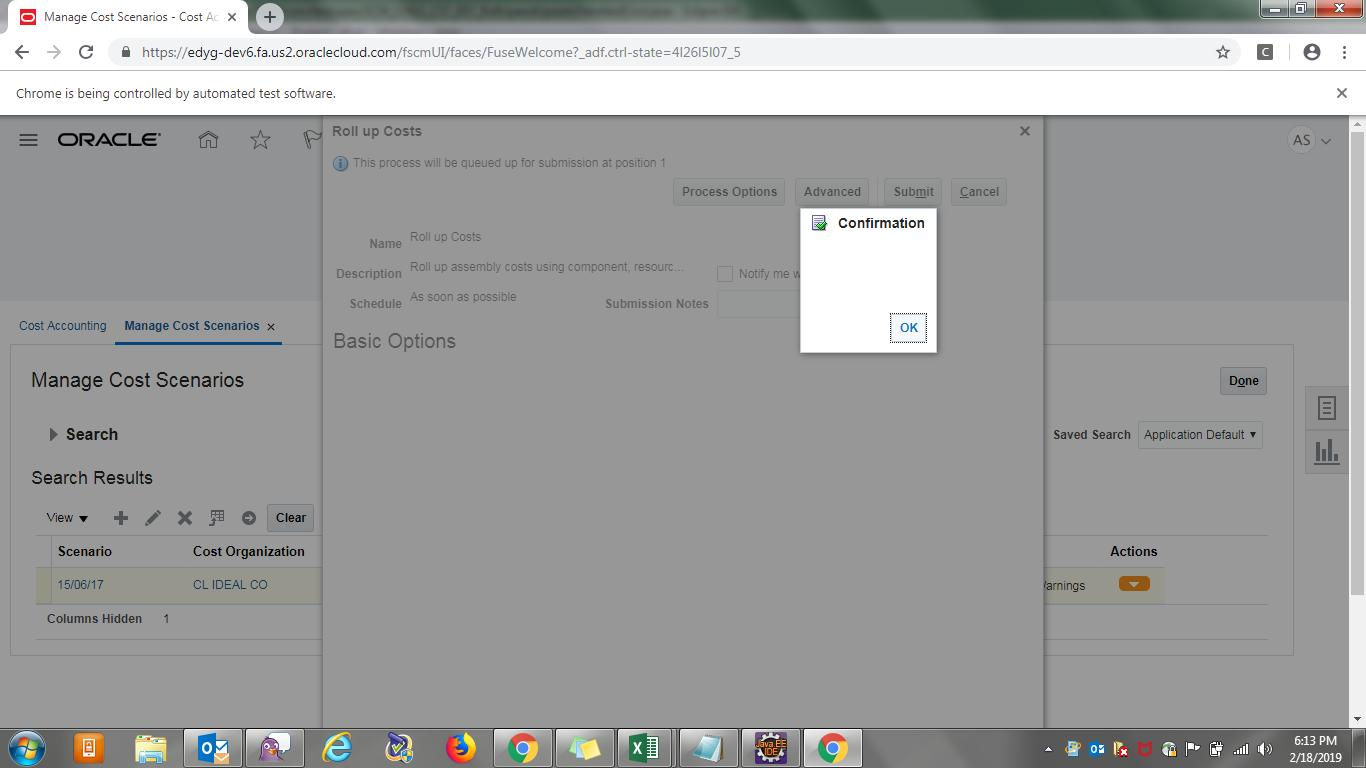 Manage Cost Scenarios - Cost Ac
https://edyg-dev6.fa.us2.oraclecloud.com/fscmUI/faces/FuseWelcome?_adf.ctrl-state=4l26l5l07_5
C
Chrome is being controlled by automated test software.
ORACLE
AS
Roll up Costs
This process will be queued up for submission at position 1
Process Options Advanced Submit Cancel
Confirmation
OK
Name Roll up Costs
Description Roll up assembly costs using component, resourc...
Notify me w
Schedule As soon as possible
Submission Notes
Basic Options
Cost Accounting Manage Cost Scenarios
Manage Cost Scenarios
Done
Search
Saved Search Application Default
Search Results
View Clear
Scenario Cost Organization Actions
15/06/17 CL IDEAL CO Warnings
Columns Hidden 1
Java EE
IDE
6:13 PM
2/18/2019